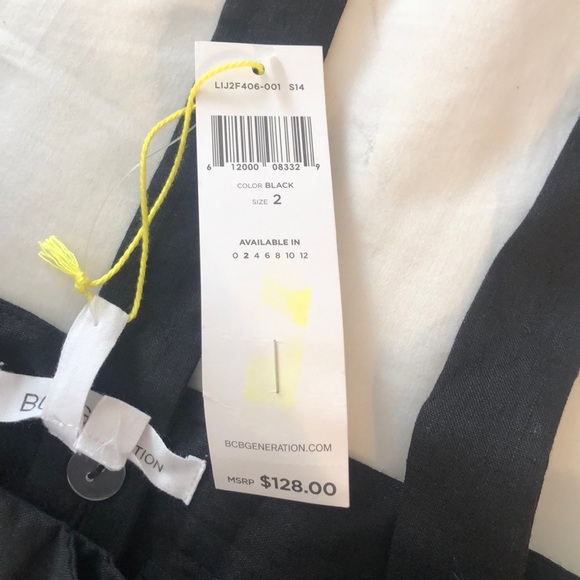 LIJ2F406-001 S14
6 12000 08332 9
COLOR BLACK
SIZE 2
AVAILABLE IN
0 2 4 6 8 10 12
BCBGENERATION.COM
MSRP $128.00